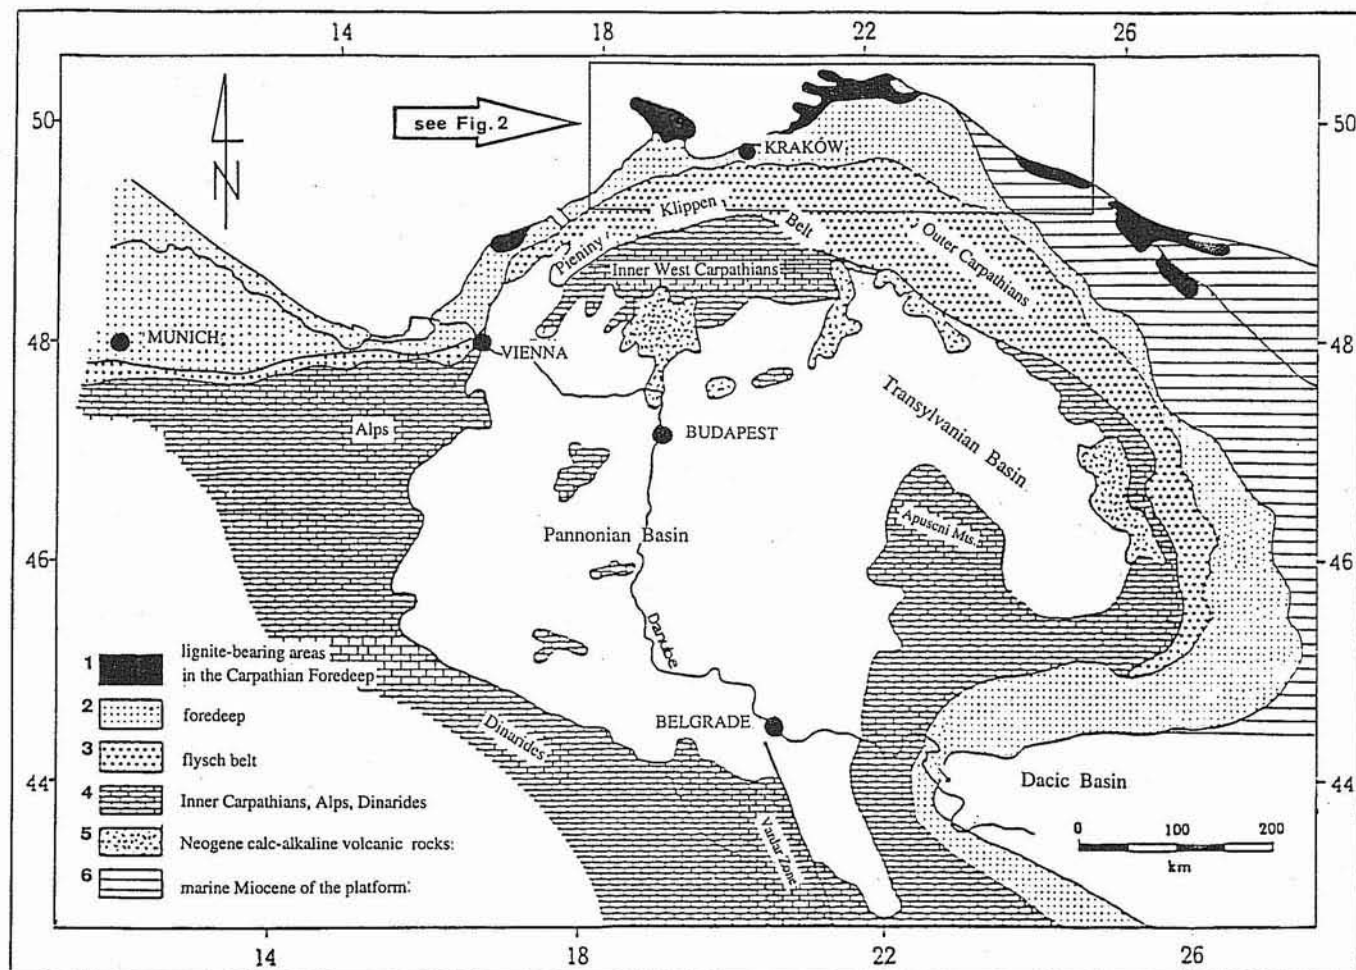 14 18 22 26
50 50
see Fig.2
KRAKÓW
Klippen
Belt
Pieniny
Outer Carpathians
Inner West Carpathians
48 48
MUNICH
VIENNA
Transylvanian Basin
Alps
BUDAPEST
Apuseni Mts.
Pannonian Basin
46 46
Danube
1 lignite-bearing areas
in the Carpathian Foredeep
2 foredeep
BELGRADE
Dinarides
3 flysch belt
44 44
Dacic Basin
4 Inner Carpathians, Alps, Dinarides
0 100 200
km
5 Neogene calc-alkaline volcanic rocks:
Vardar Zone
6 marine Miocene of the platform:
14 18 22 26
N